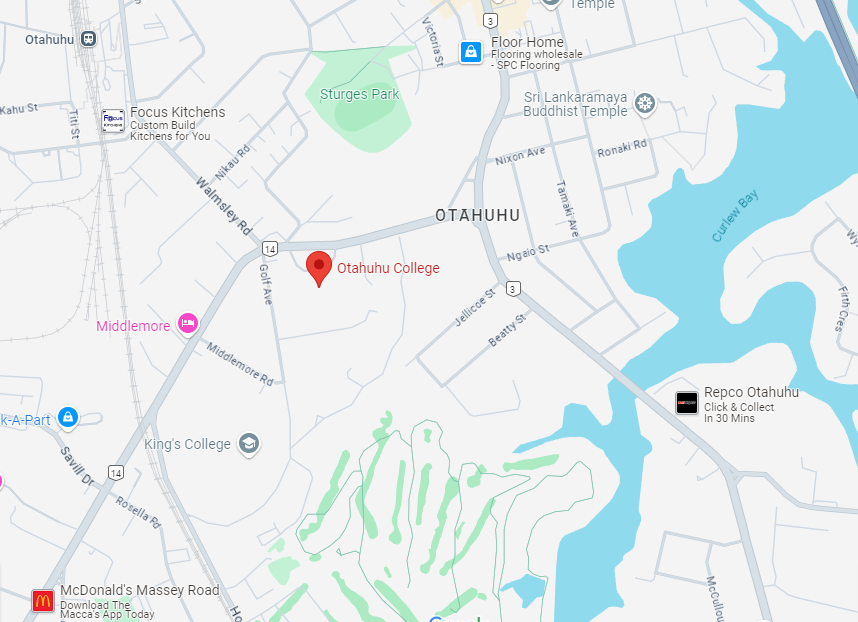 Temple
3
Otahuhu
Victoria St
Floor Home
Flooring wholesale
- SPC Flooring
Sturges Park
Sri Lankaramaya
Buddhist Temple
Kahu St
Titi St
FOCUS
KITCHENS
Focus Kitchens
Custom Build
Kitchens for You
Nikau Rd
Nixon Ave
Ronaki Rd
Walmsley Rd
Tamaki Ave
OTAHUHU
Curlew Bay
14
Ngaio St
Golf Ave
Otahuhu College
3
Jellicoe St
Beatty St
Firth Cres
Middlemore
Middlemore Rd
Repco Otahuhu
Click & Collect
In 30 Mins
k-A-Part
King's College
Savill Dr
14
Rosella Rd
McDonald's Massey Road
Download The
Macca's App Today